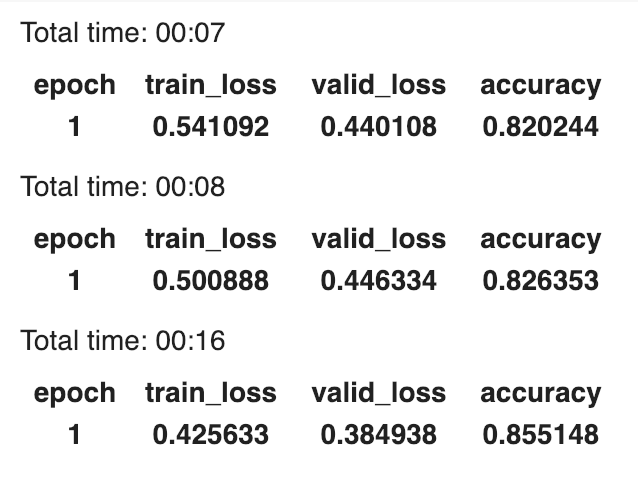 Total time: 00:07
epoch train_loss valid_loss accuracy
1 0.541092 0.440108 0.820244
Total time: 00:08
epoch train_loss valid_loss accuracy
1 0.500888 0.446334 0.826353
Total time: 00:16
epoch train_loss valid_loss accuracy
1 0.425633 0.384938 0.855148